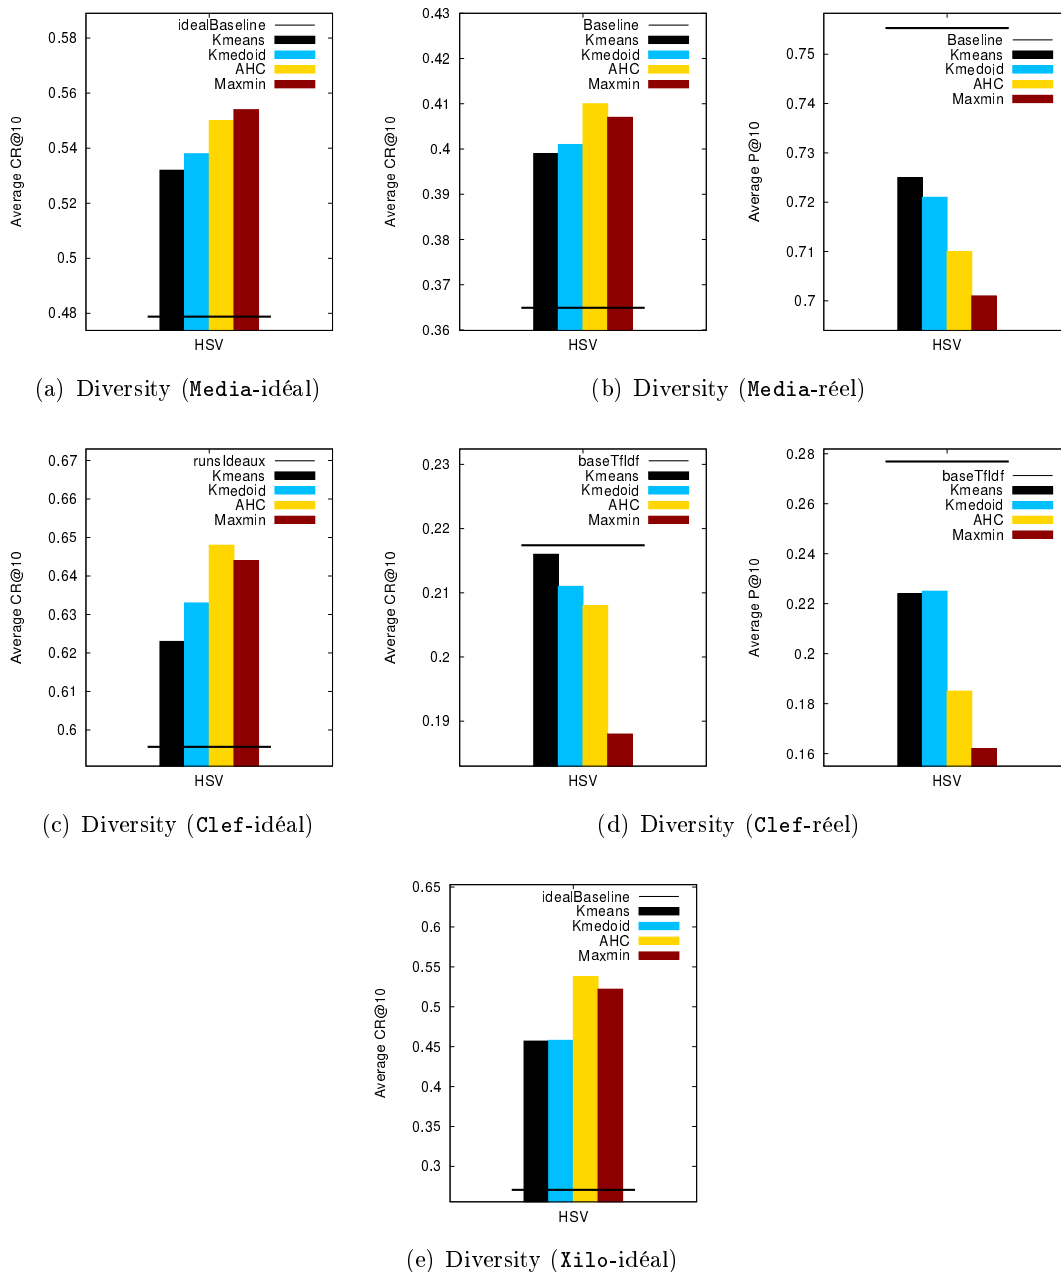 0.58
0.56
0.54
0.52
0.5
0.48
Average CR@10
idealBaseline
Kmeans
Kmedoid
AHC
Maxmin
HSV
0.43
0.42
0.41
0.4
0.39
0.38
0.37
0.36
Average CR@10
Baseline
Kmeans
Kmedoid
AHC
Maxmin
HSV
0.75
0.74
0.73
0.72
0.71
0.7
Average P@10
Baseline
Kmeans
Kmedoid
AHC
Maxmin
HSV
(a) Diversity (Media-idéal)
(b) Diversity (Media-réel)
0.67
0.66
0.65
0.64
0.63
0.62
0.61
0.6
Average CR@10
runsIdeaux
Kmeans
Kmedoid
AHC
Maxmin
HSV
0.23
0.22
0.21
0.2
0.19
Average CR@10
baseTfIdf
Kmeans
Kmedoid
AHC
Maxmin
HSV
0.28
0.26
0.24
0.22
0.2
0.18
0.16
Average P@10
baseTfIdf
Kmeans
Kmedoid
AHC
Maxmin
HSV
(c) Diversity (Clef-idéal)
(d) Diversity (Clef-réel)
0.65
0.6
0.55
0.5
0.45
0.4
0.35
0.3
Average CR@10
idealBaseline
Kmeans
Kmedoid
AHC
Maxmin
HSV
(e) Diversity (Xilo-idéal)